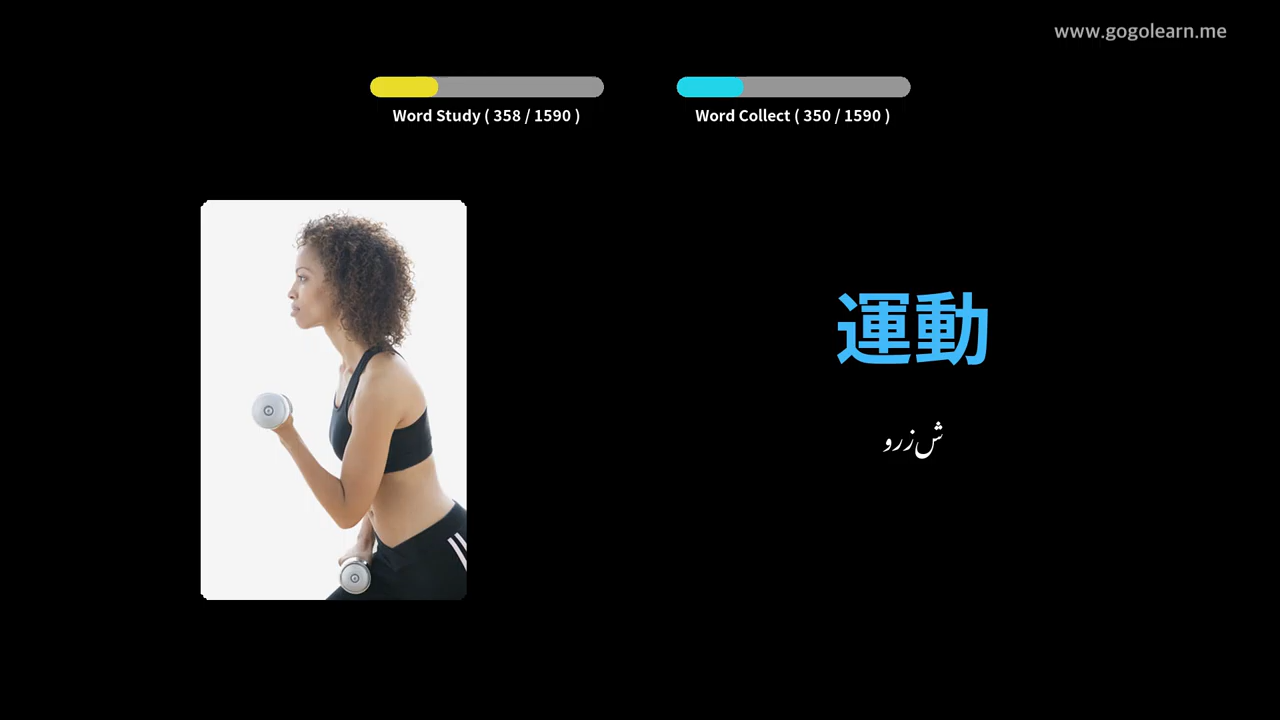 www.gogolearn.me
Word Study ( 358 / 1590 )
Word Collect ( 350 / 1590 )
運動
ش زرو